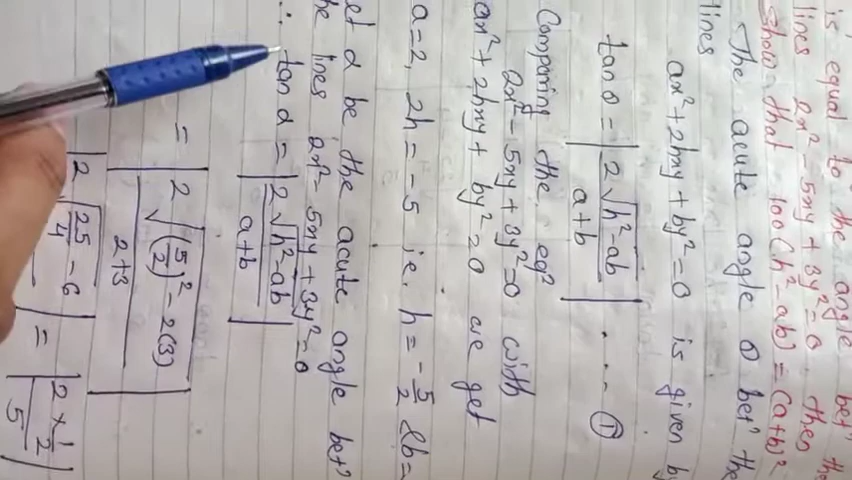 is equal to the angle betⁿ the
lines 2x² - 5xy + 3y² = 0 then
show that 100(h² - ab) = (a+b)²
The acute angle θ betⁿ the
lines
ax² + 2hxy + by² = 0 is given by
tan θ = | 2√h²-ab / a+b | .... ①
Comparing the eqⁿ
2x² - 5xy + 3y² = 0 with
ax² + 2hxy + by² = 0 are get
a = 2, 2h = -5 i.e. h = -5/2 & b =
et α be the acute angle betⁿ
he lines 2x² - 5xy + 3y² = 0
∴ tan α = | 2√h²-ab / a+b |
= | 2√(5/2)² - 2(3) / 2+3 |
| 2√25/4 - 6 | = | 2 × 1/2 / 5 |